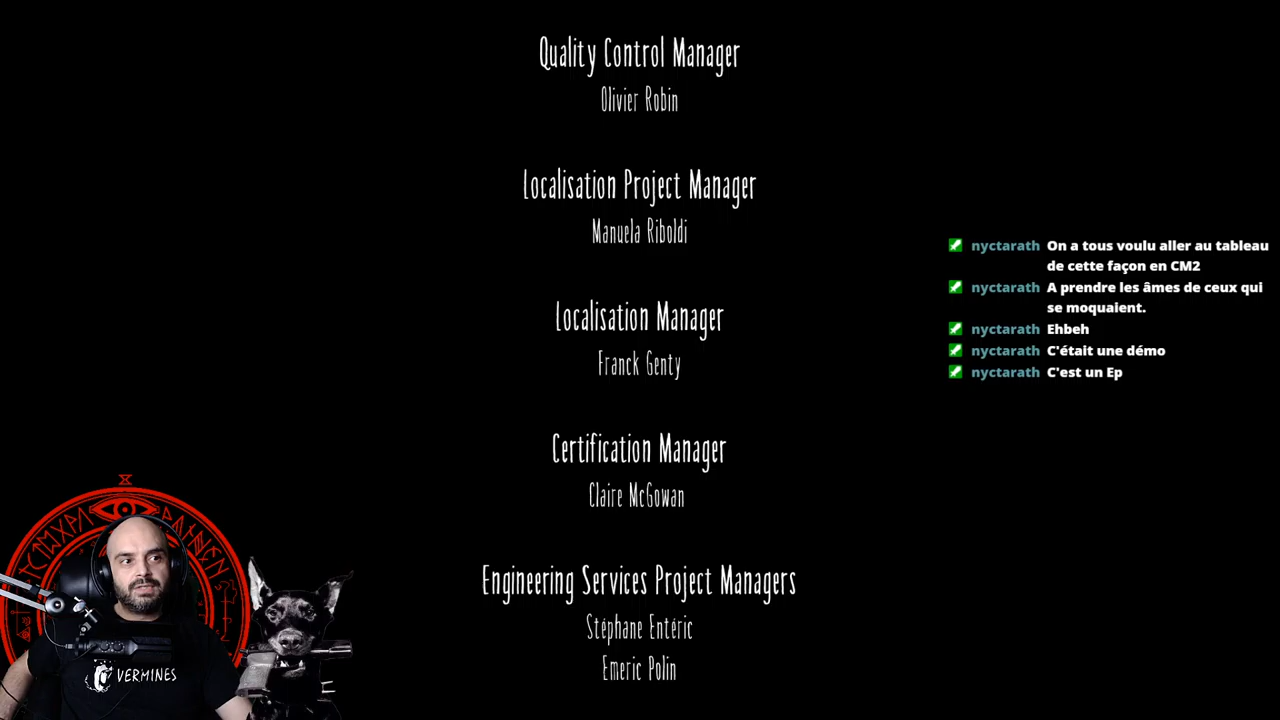 Quality Control Manager
Olivier Robin
Localisation Project Manager
Manuela Riboldi
Localisation Manager
Franck Genty
Certification Manager
Claire McGowan
Engineering Services Project Managers
Stéphane Entéric
Emeric Polin
nyctarath On a tous voulu aller au tableau
de cette façon en CM2
nyctarath A prendre les âmes de ceux qui
se moquaient.
nyctarath Ehbeh
nyctarath C'était une démo
nyctarath C'est un Ep
VERMINES